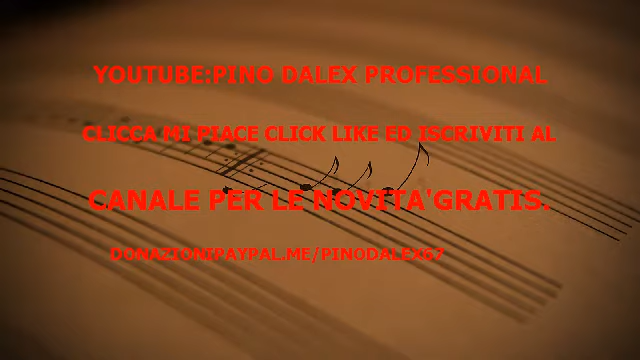 YOUTUBE:PINO DALEX PROFESSIONAL
CLICCA MI PIACE CLICK LIKE ED ISCRIVITI AL
CANALE PER LE NOVITA'GRATIS.
DONAZIONIPAYPAL.ME/PINODALEX67